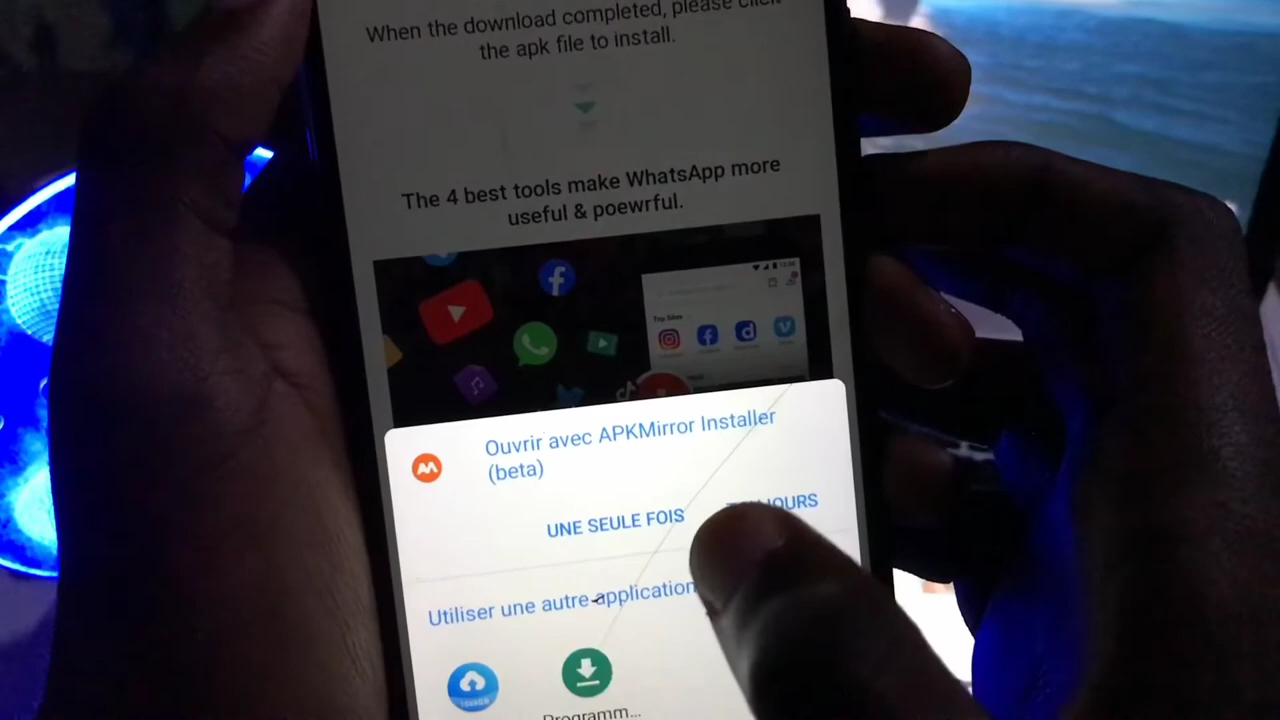 When the download completed, please click
the apk file to install.
The 4 best tools make WhatsApp more
useful & poewrful.
Top Sites
Ouvrir avec APKMirror Installer
(beta)
UNE SEULE FOIS TOUJOURS
Utiliser une autre application
Programm...